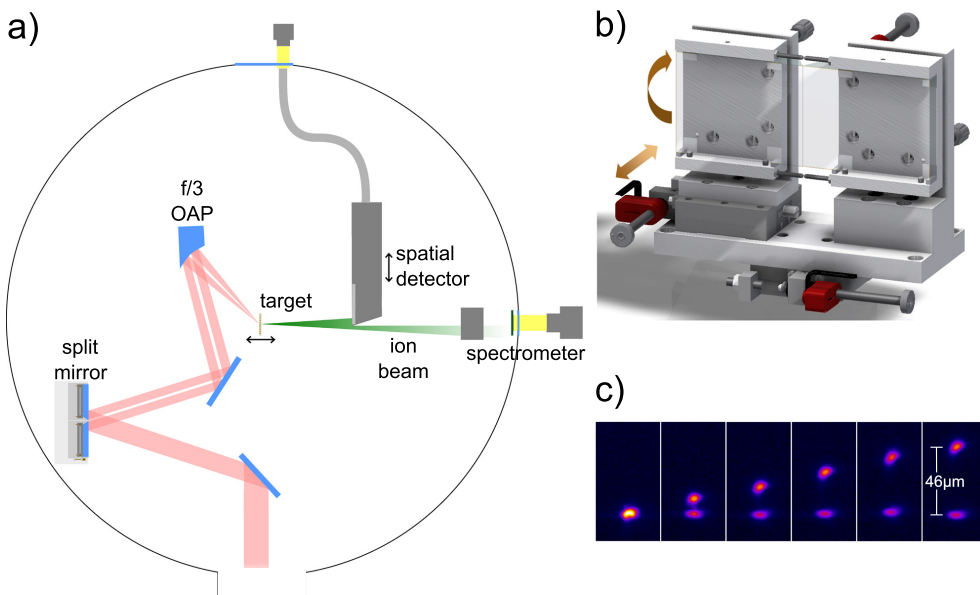 a)
f/3
OAP
spatial
detector
target
split
mirror
ion
beam
spectrometer
b)
c)
46μm